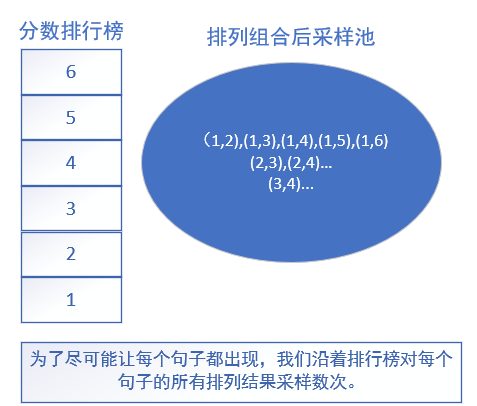 分数排行榜
排列组合后采样池
6
5
4
3
2
1
（1,2),(1,3),(1,4),(1,5),(1,6)
(2,3),(2,4)...
(3,4)...
为了尽可能让每个句子都出现，我们沿着排行榜对每个
句子的所有排列结果采样数次。